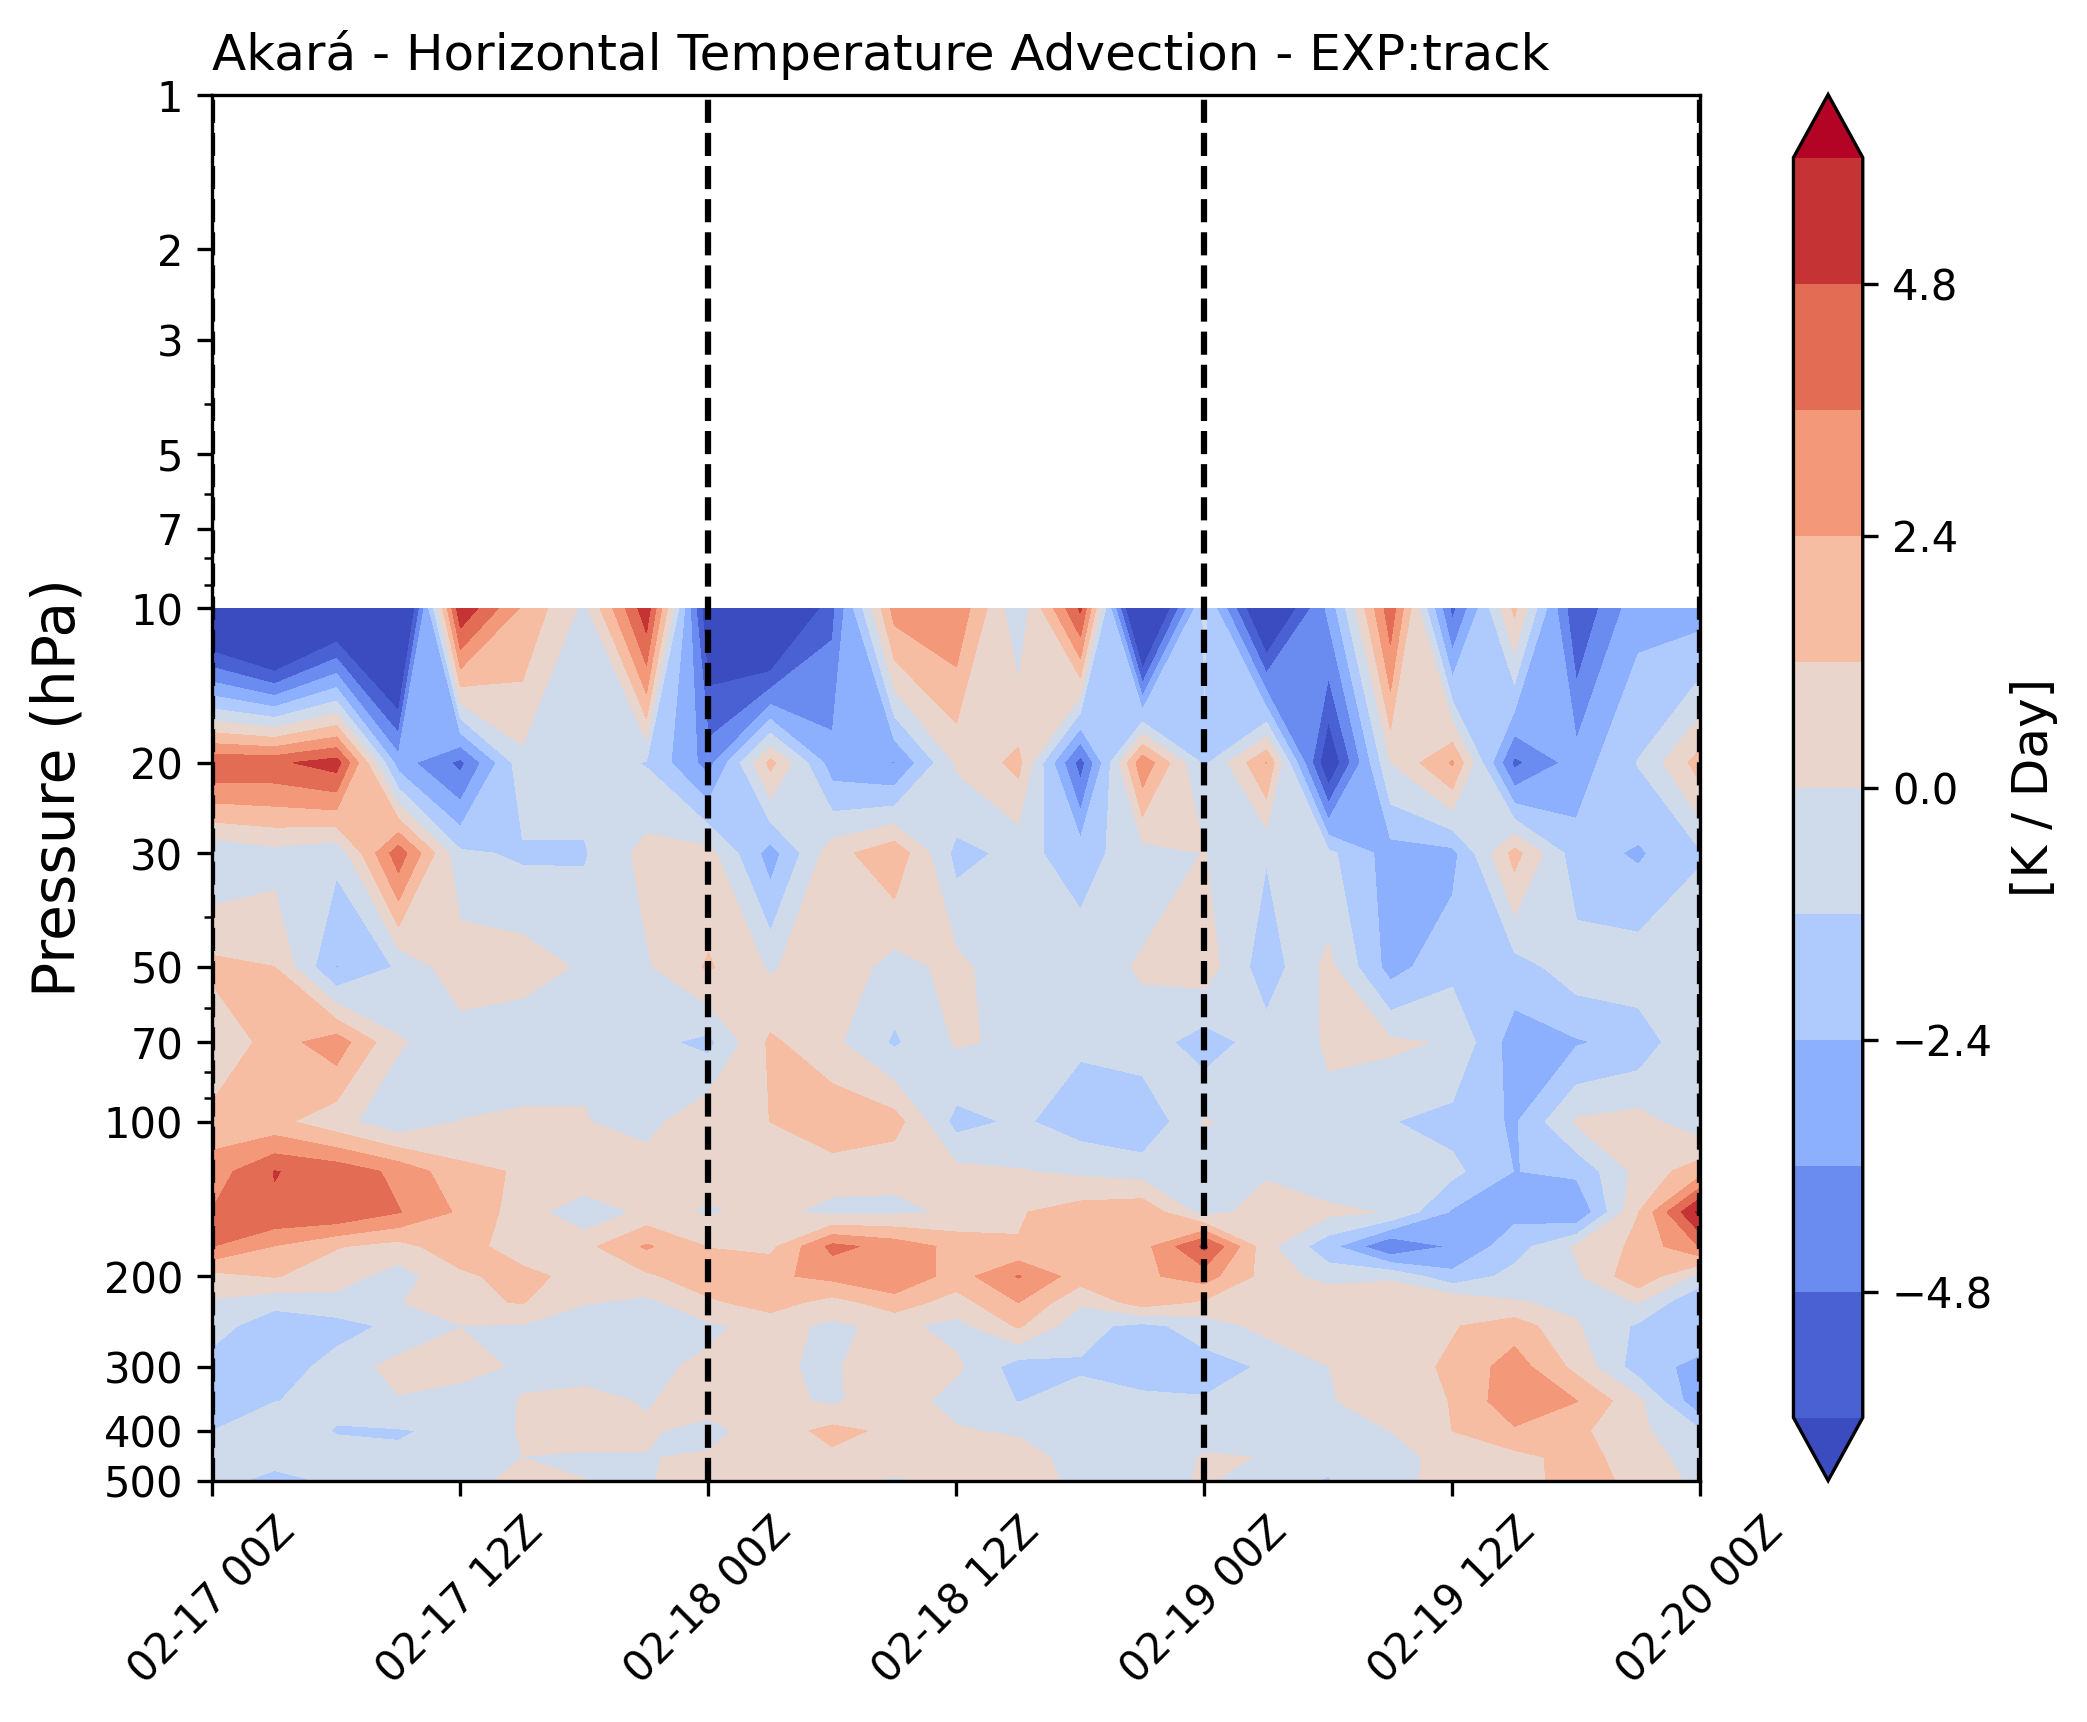 Akará - Horizontal Temperature Advection - EXP:track
Pressure (hPa)
1
2
3
5
7
10
20
30
50
70
100
200
300
400
500
02-17 00Z
02-17 12Z
02-18 00Z
02-18 12Z
02-19 00Z
02-19 12Z
02-20 00Z
4.8
2.4
0.0
−2.4
−4.8
[K / Day]